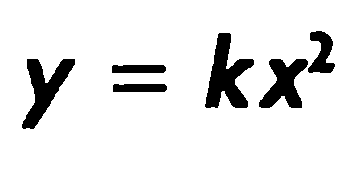 y = kx²